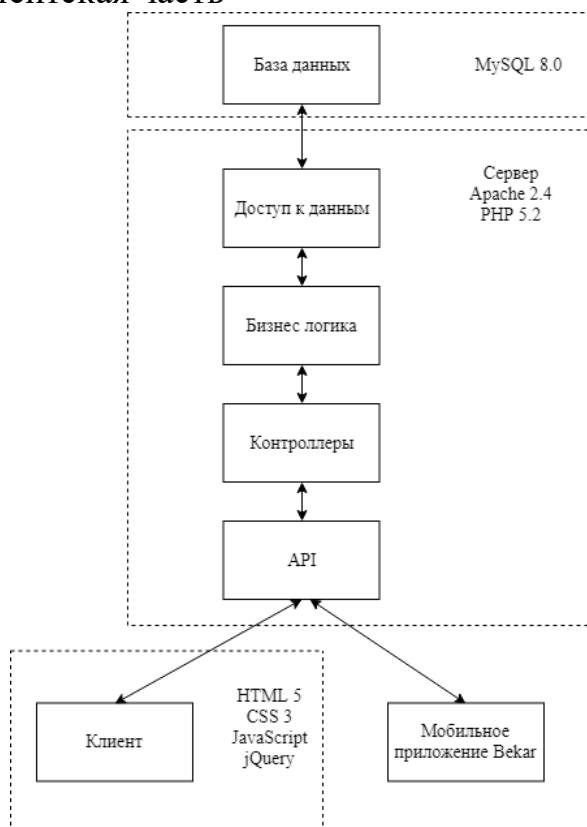 База данных
MySQL 8.0
Доступ к данным
Сервер
Apache 2.4
PHP 5.2
Бизнес логика
Контроллеры
API
Клиент
HTML 5
CSS 3
JavaScript
jQuery
Мобильное
приложение Bekar